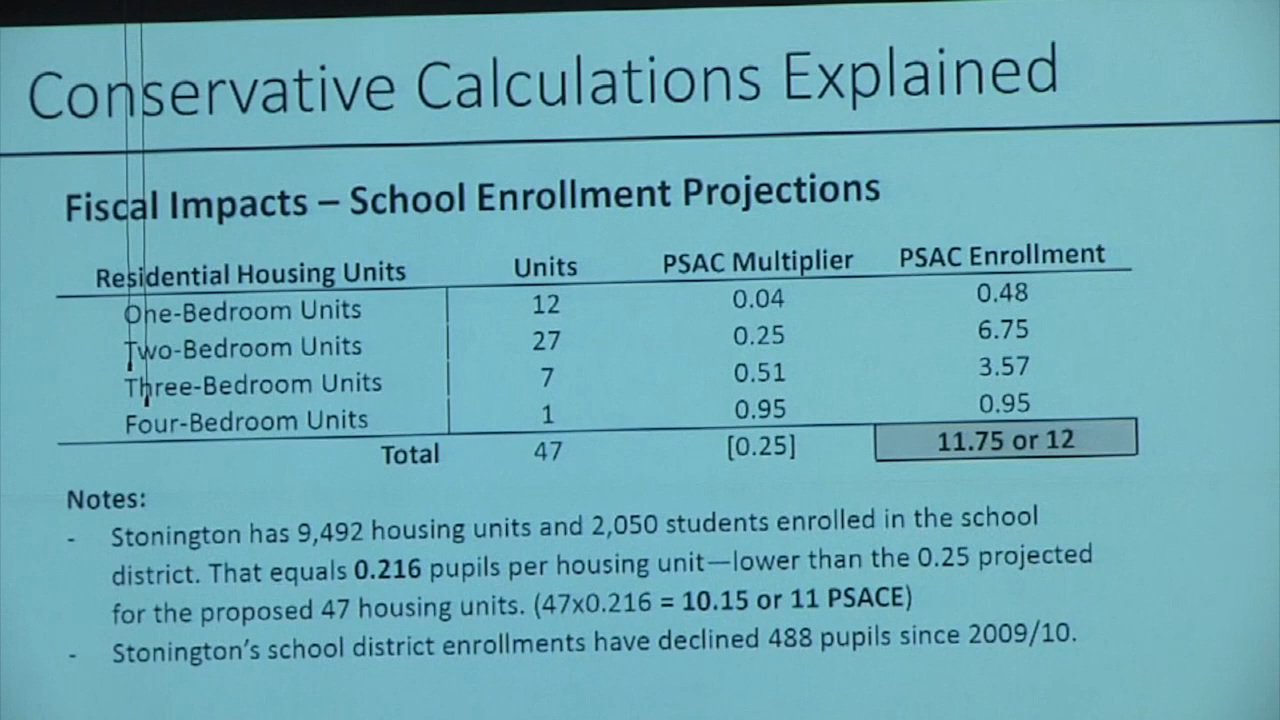 Conservative Calculations Explained
Fiscal Impacts – School Enrollment Projections
Residential Housing Units Units PSAC Multiplier PSAC Enrollment
One-Bedroom Units 12 0.04 0.48
Two-Bedroom Units 27 0.25 6.75
Three-Bedroom Units 7 0.51 3.57
Four-Bedroom Units 1 0.95 0.95
Total 47 [0.25] 11.75 or 12
Notes:
- Stonington has 9,492 housing units and 2,050 students enrolled in the school
district. That equals 0.216 pupils per housing unit—lower than the 0.25 projected
for the proposed 47 housing units. (47x0.216 = 10.15 or 11 PSACE)
- Stonington's school district enrollments have declined 488 pupils since 2009/10.